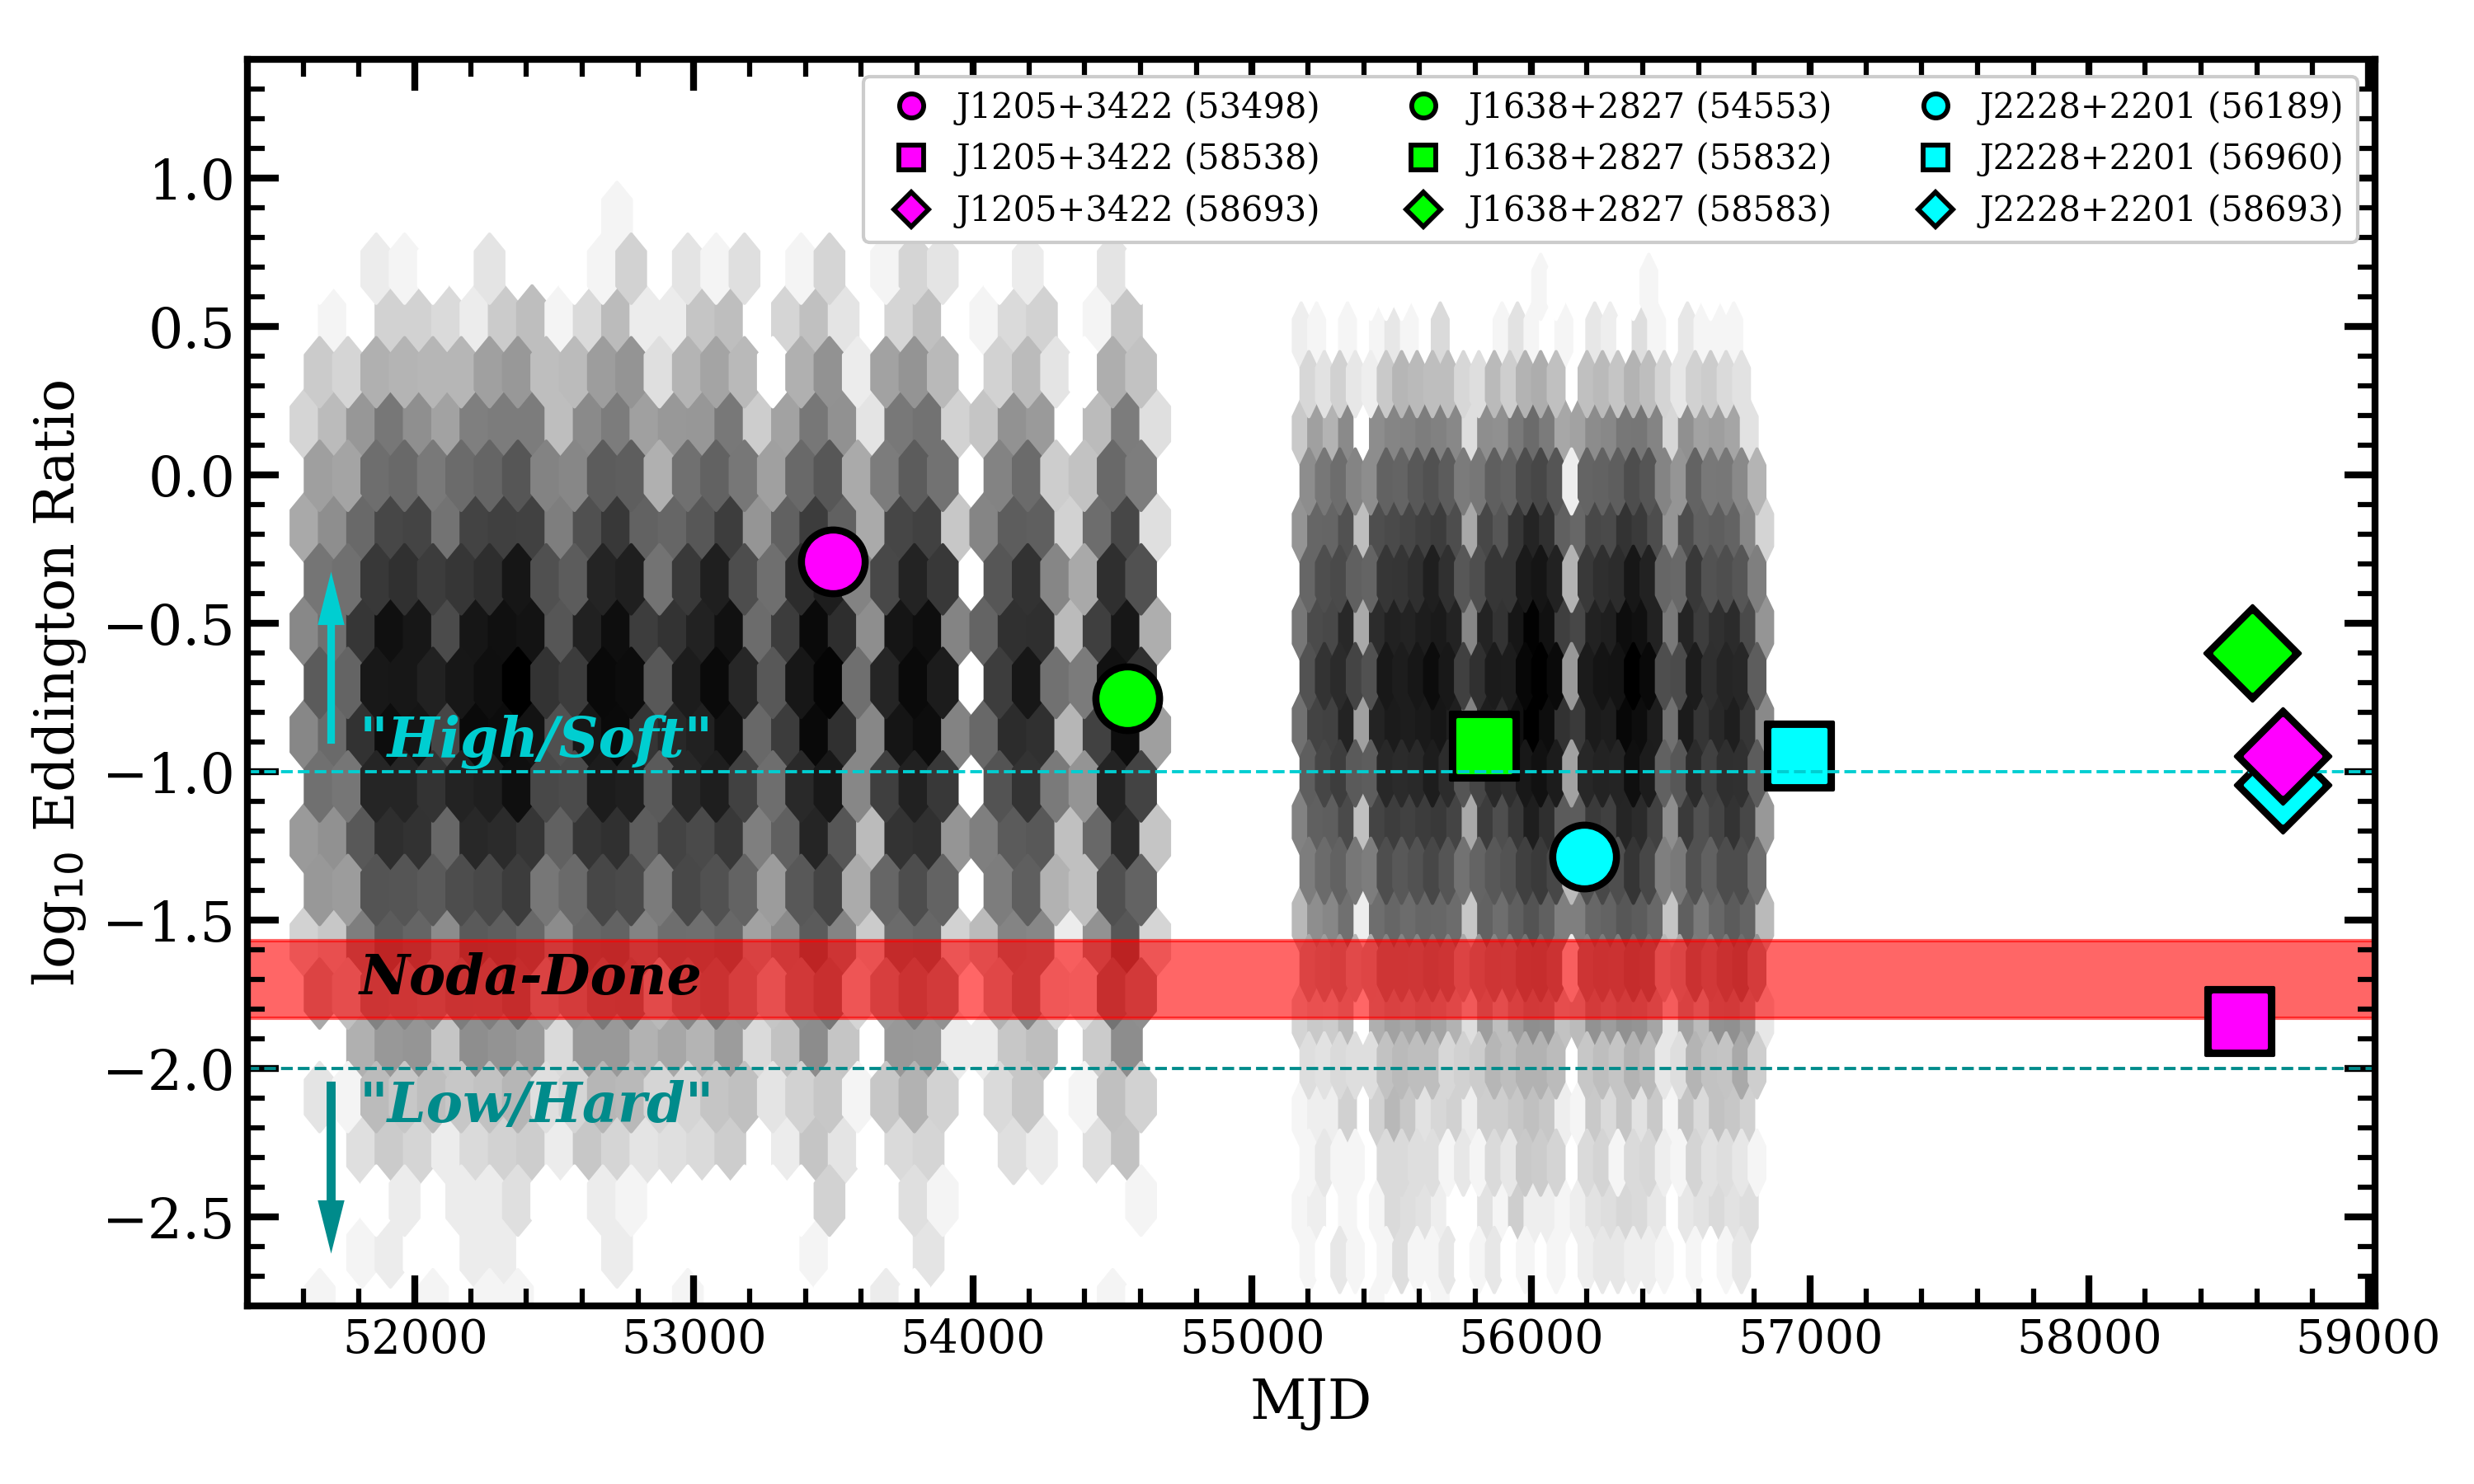 J1205+3422 (53498)
J1205+3422 (58538)
J1205+3422 (58693)
J1638+2827 (54553)
J1638+2827 (55832)
J1638+2827 (58583)
J2228+2201 (56189)
J2228+2201 (56960)
J2228+2201 (58693)
log₁₀ Eddington Ratio
1.0
0.5
0.0
−0.5
−1.0
−1.5
−2.0
−2.5
"High/Soft"
Noda-Done
"Low/Hard"
52000 53000 54000 55000 56000 57000 58000 59000
MJD